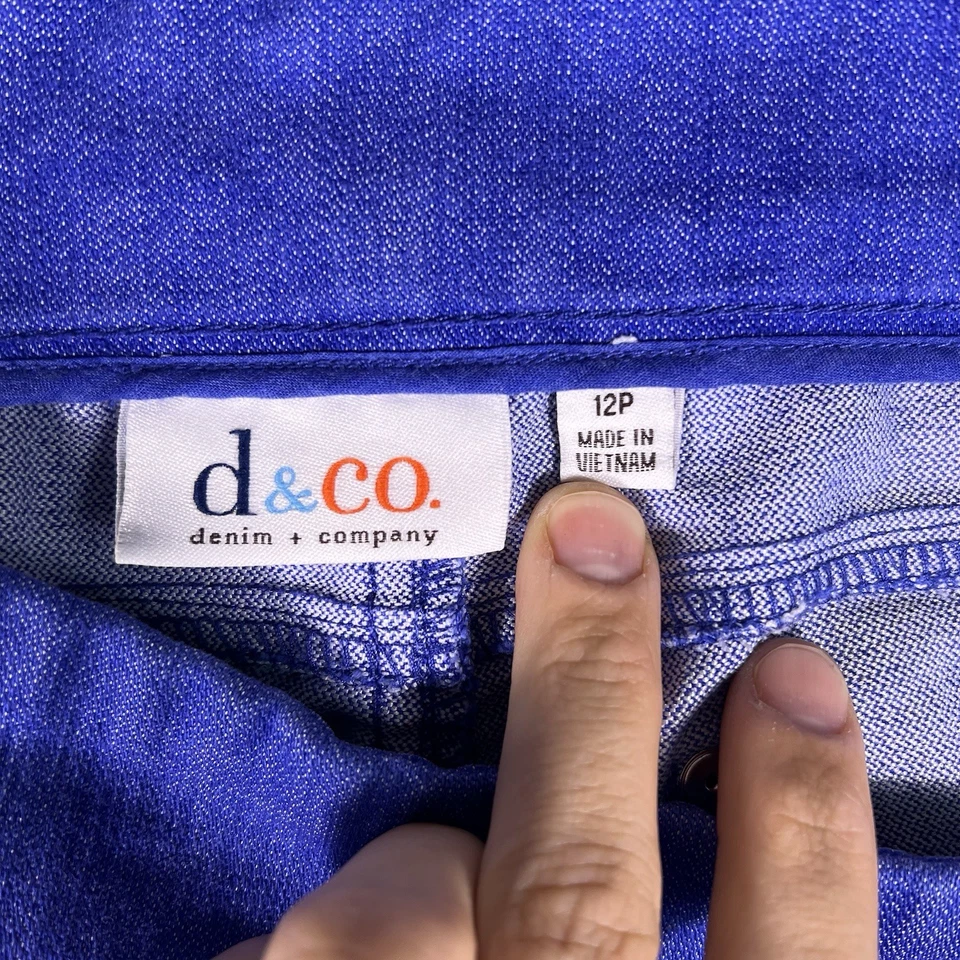 d&co.
denim + company
12P
MADE IN
VIETNAM